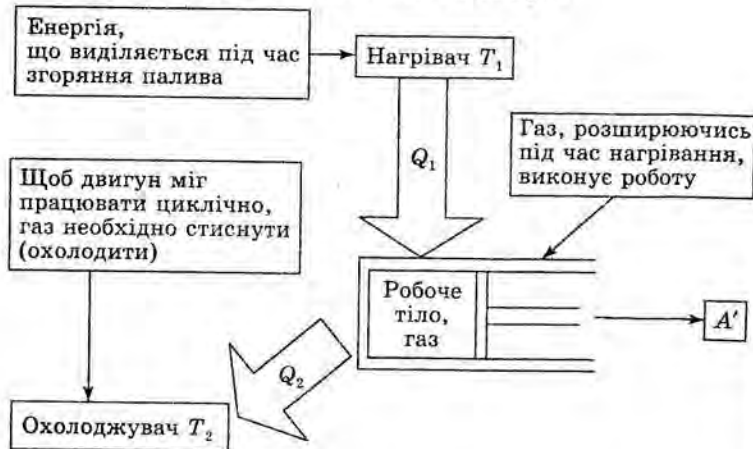 Енергія,
що виділяється під час
згоряння палива
Нагрівач T₁
Q₁
Газ, розширюючись
під час нагрівання,
виконує роботу
Щоб двигун міг
працювати циклічно,
газ необхідно стиснути
(охолодити)
Робоче
тіло,
газ
A′
Q₂
Охолоджувач T₂